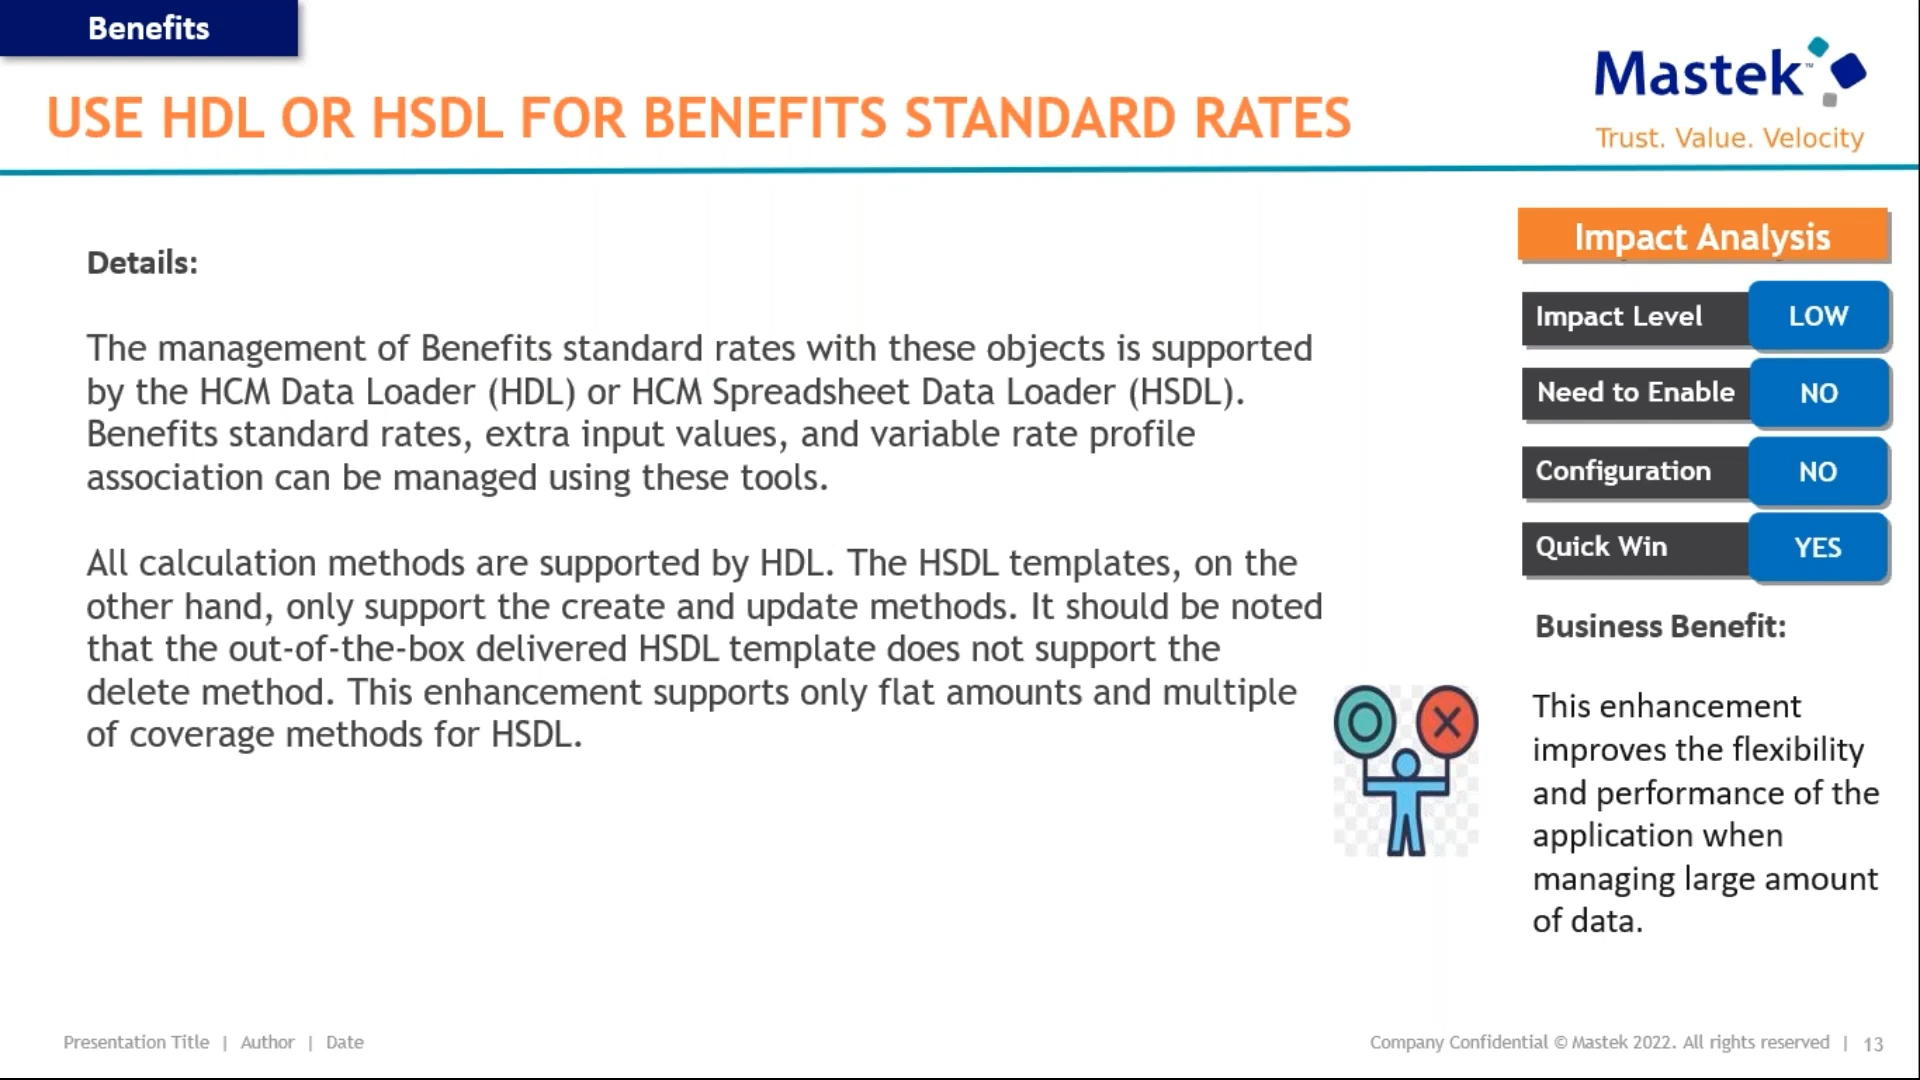 Benefits
Mastek™
Trust. Value. Velocity
USE HDL OR HSDL FOR BENEFITS STANDARD RATES
Details:
The management of Benefits standard rates with these objects is supported
by the HCM Data Loader (HDL) or HCM Spreadsheet Data Loader (HSDL).
Benefits standard rates, extra input values, and variable rate profile
association can be managed using these tools.
All calculation methods are supported by HDL. The HSDL templates, on the
other hand, only support the create and update methods. It should be noted
that the out-of-the-box delivered HSDL template does not support the
delete method. This enhancement supports only flat amounts and multiple
of coverage methods for HSDL.
Impact Analysis
Impact Level LOW
Need to Enable NO
Configuration NO
Quick Win YES
Business Benefit:
This enhancement
improves the flexibility
and performance of the
application when
managing large amount
of data.
Presentation Title | Author | Date
Company Confidential © Mastek 2022. All rights reserved | 13